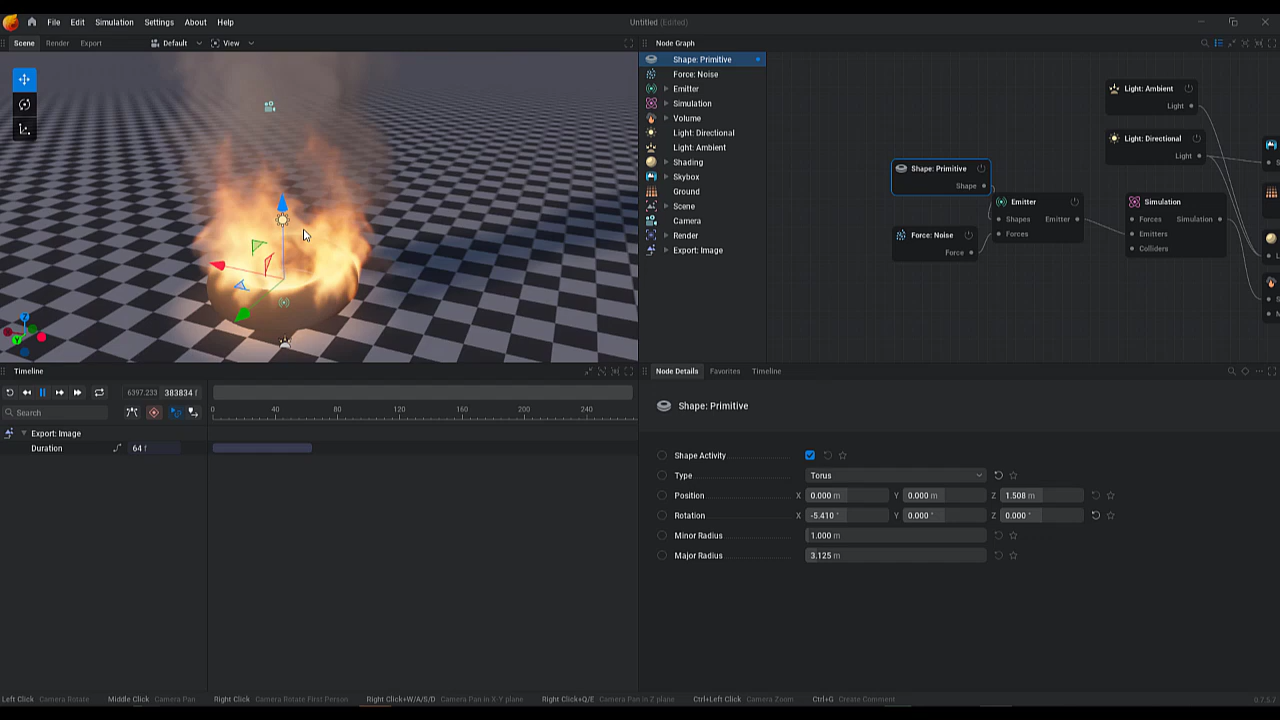 File Edit Simulation Settings About Help Untitled (Edited)
Scene Render Export Default View
Node Graph
Shape: Primitive
Force: Noise
Emitter
Simulation
Volume
Light: Directional
Light: Ambient
Shading
Skybox
Ground
Scene
Camera
Render
Export: Image
Light: Ambient
Light
Light: Directional
Light
Shape: Primitive
Shape
Emitter
Shapes Emitter
Forces
Force: Noise
Force
Simulation
Forces Simulation
Emitters
Colliders
Z
Y
Timeline
6397.233 383834 f
Search
0 40 80 120 160 200 240
Export: Image
Duration 64 f
Node Details Favorites Timeline
Shape: Primitive
Shape Activity
Type Torus
Position X 0.000 m Y 0.000 m Z 1.508 m
Rotation X -5.410 ° Y 0.000 ° Z 0.000 °
Minor Radius 1.000 m
Major Radius 3.125 m
Left Click Camera Rotate Middle Click Camera Pan Right Click Camera Rotate First Person Right Click+W/A/S/D Camera Pan in X-Y plane Right Click+Q/E Camera Pan in Z plane Ctrl+Left Click Camera Zoom Ctrl+G Create Comment